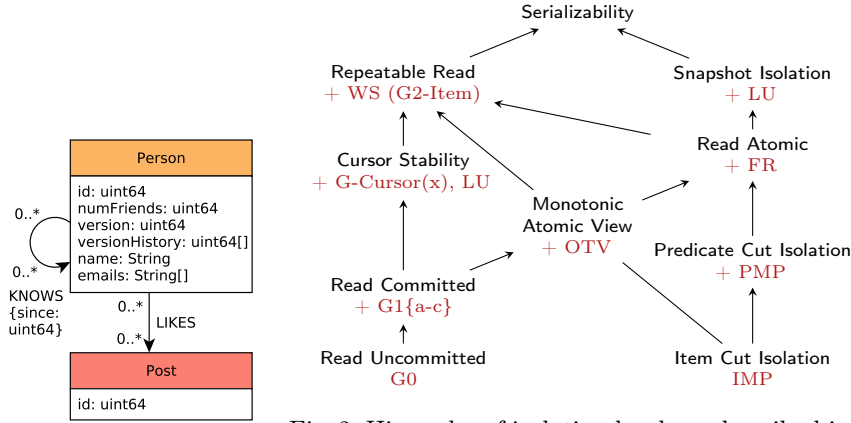 Person
id: uint64
numFriends: uint64
version: uint64
versionHistory: uint64[]
name: String
emails: String[]
0..*
0..*
KNOWS
{since:
uint64}
0..*
LIKES
0..*
Post
id: uint64
Serializability
Repeatable Read
+ WS (G2-Item)
Snapshot Isolation
+ LU
Cursor Stability
+ G-Cursor(x), LU
Read Atomic
+ FR
Monotonic
Atomic View
+ OTV
Predicate Cut Isolation
+ PMP
Read Committed
+ G1{a-c}
Read Uncommitted
G0
Item Cut Isolation
IMP